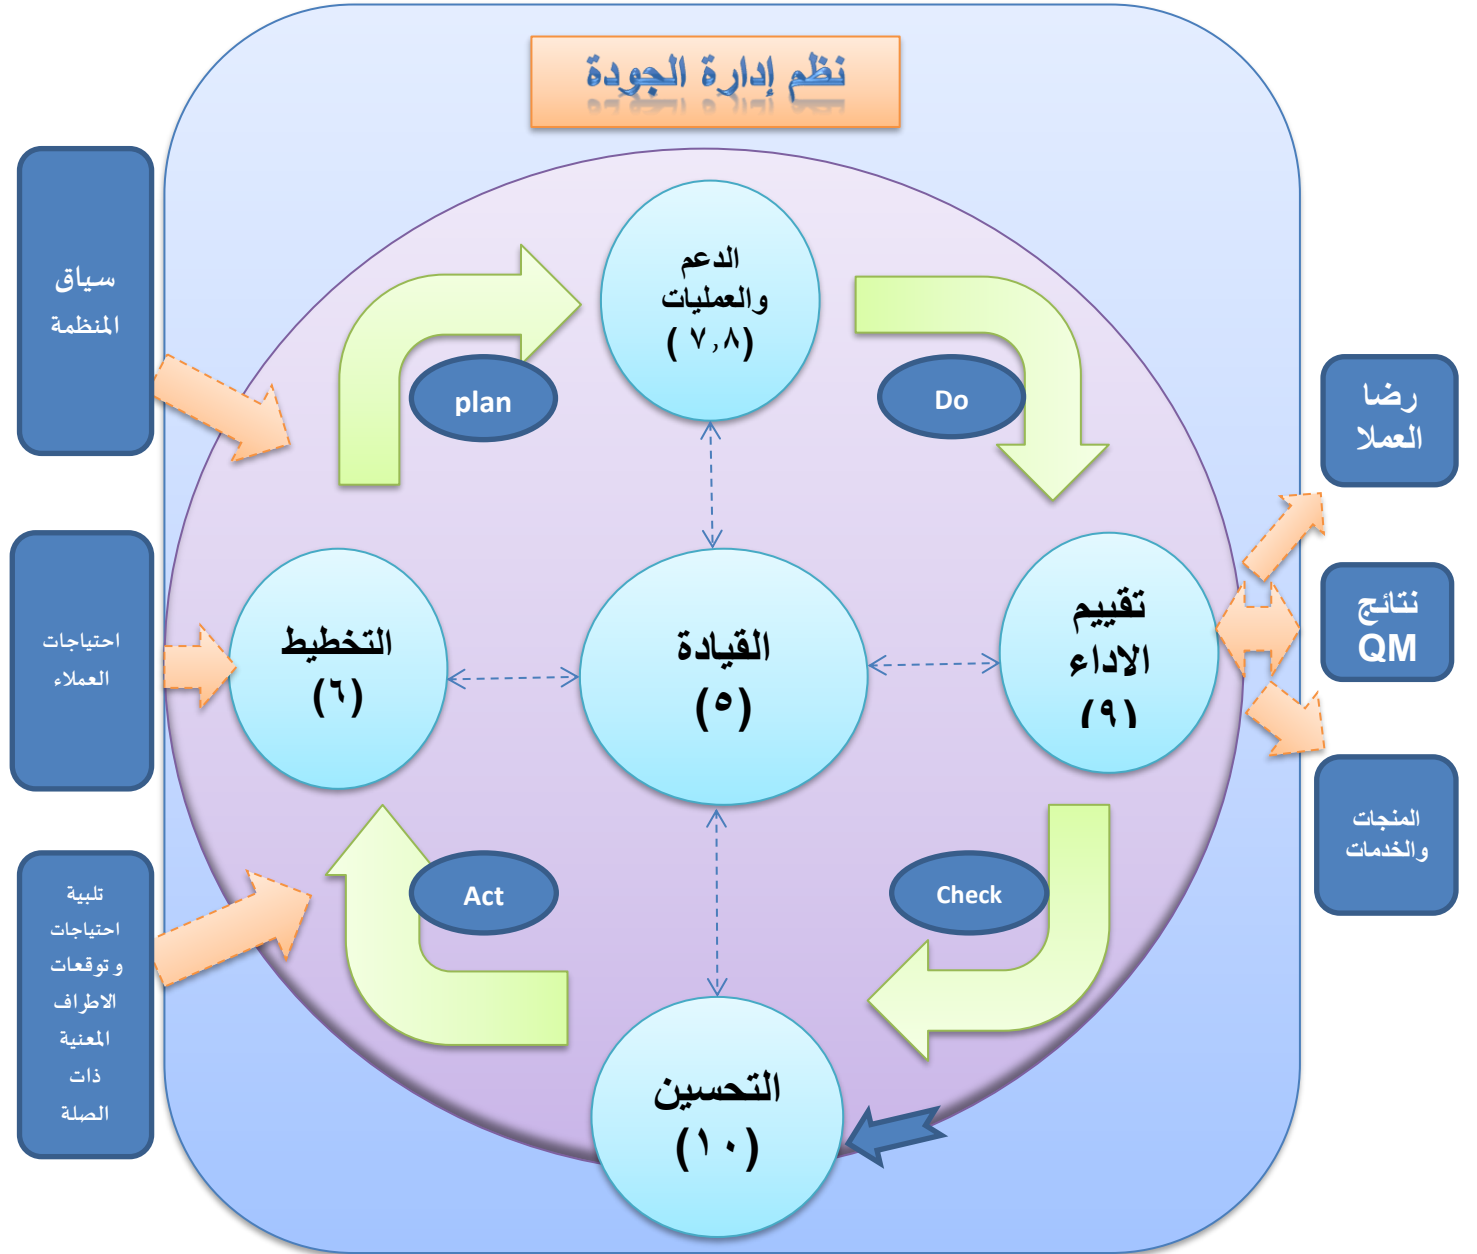 نظم إدارة الجودة
سياق
المنظمة
احتياجات
العملاء
تلبية
احتياجات
وتوقعات
الاطراف
المعنية
ذات
الصلة
الدعم
والعمليات
(٧,٨ )
plan
Do
التخطيط
(٦)
القيادة
(٥)
تقييم
الاداء
(٩)
Act
Check
التحسين
(١٠)
رضا
العملا
نتائج
QM
المنجات
والخدمات